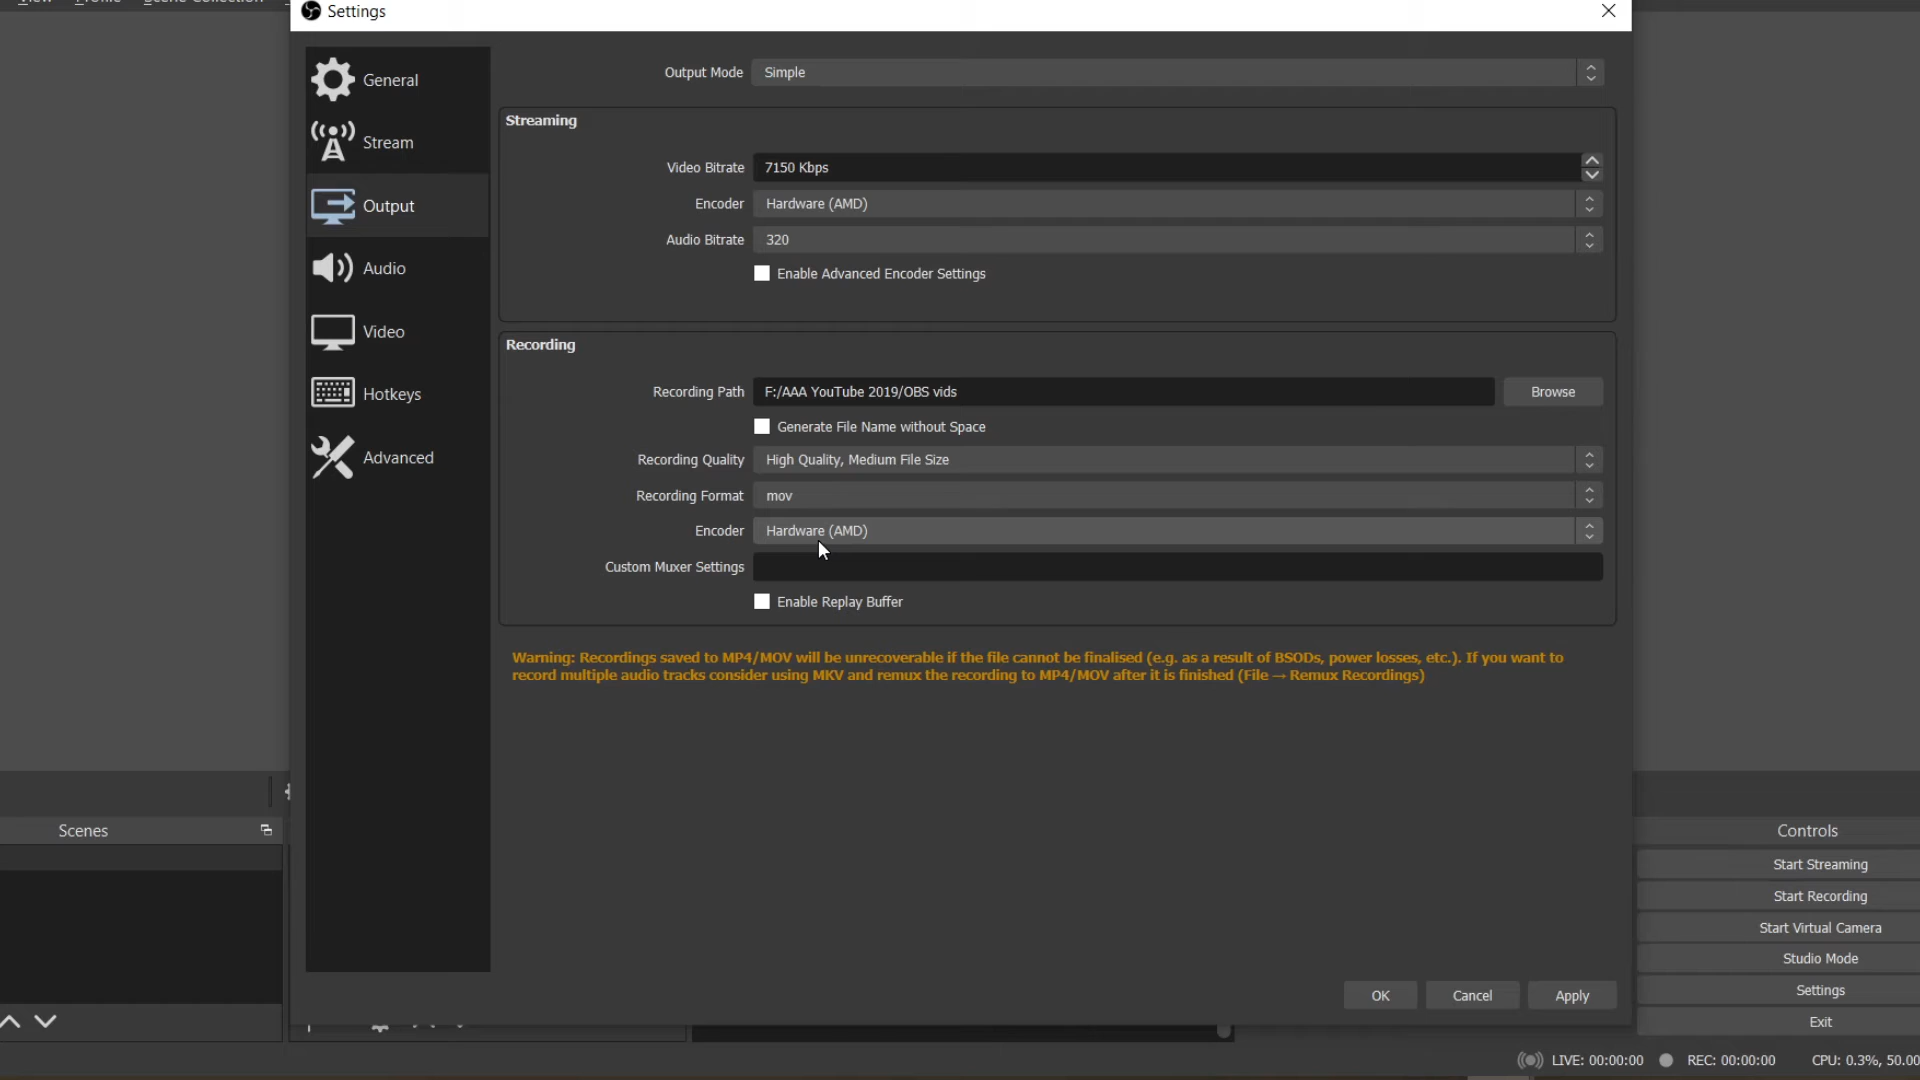 View Profile Scene Collection
Settings
General
Stream
Output
Audio
Video
Hotkeys
Advanced
Output Mode Simple
Streaming
Video Bitrate 7150 Kbps
Encoder Hardware (AMD)
Audio Bitrate 320
Enable Advanced Encoder Settings
Recording
Recording Path F:/AAA YouTube 2019/OBS vids Browse
Generate File Name without Space
Recording Quality High Quality, Medium File Size
Recording Format mov
Encoder Hardware (AMD)
Custom Muxer Settings
Enable Replay Buffer
Warning: Recordings saved to MP4/MOV will be unrecoverable if the file cannot be finalised (e.g. as a result of BSODs, power losses, etc.). If you want to
record multiple audio tracks consider using MKV and remux the recording to MP4/MOV after it is finished (File → Remux Recordings)
OK Cancel Apply
Scenes
Controls
Start Streaming
Start Recording
Start Virtual Camera
Studio Mode
Settings
Exit
LIVE: 00:00:00 REC: 00:00:00 CPU: 0.3%, 50.00